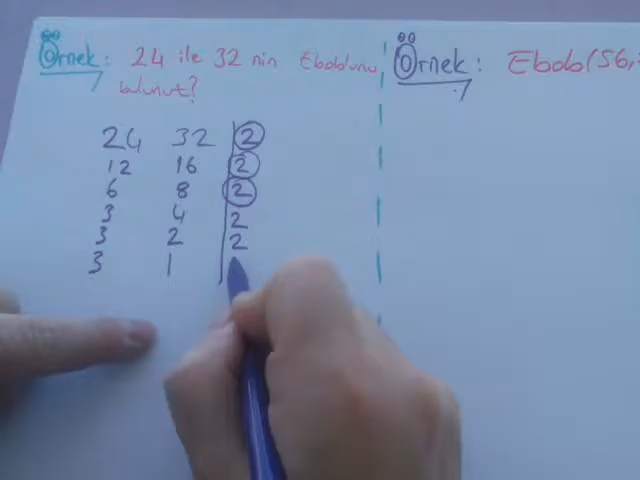 Örnek: 24 ile 32 nin Ebob'unu
bulunut?
24 32 2
12 16 2
6 8 2
3 4 2
3 2 2
3 1
Örnek: Ebob(56,